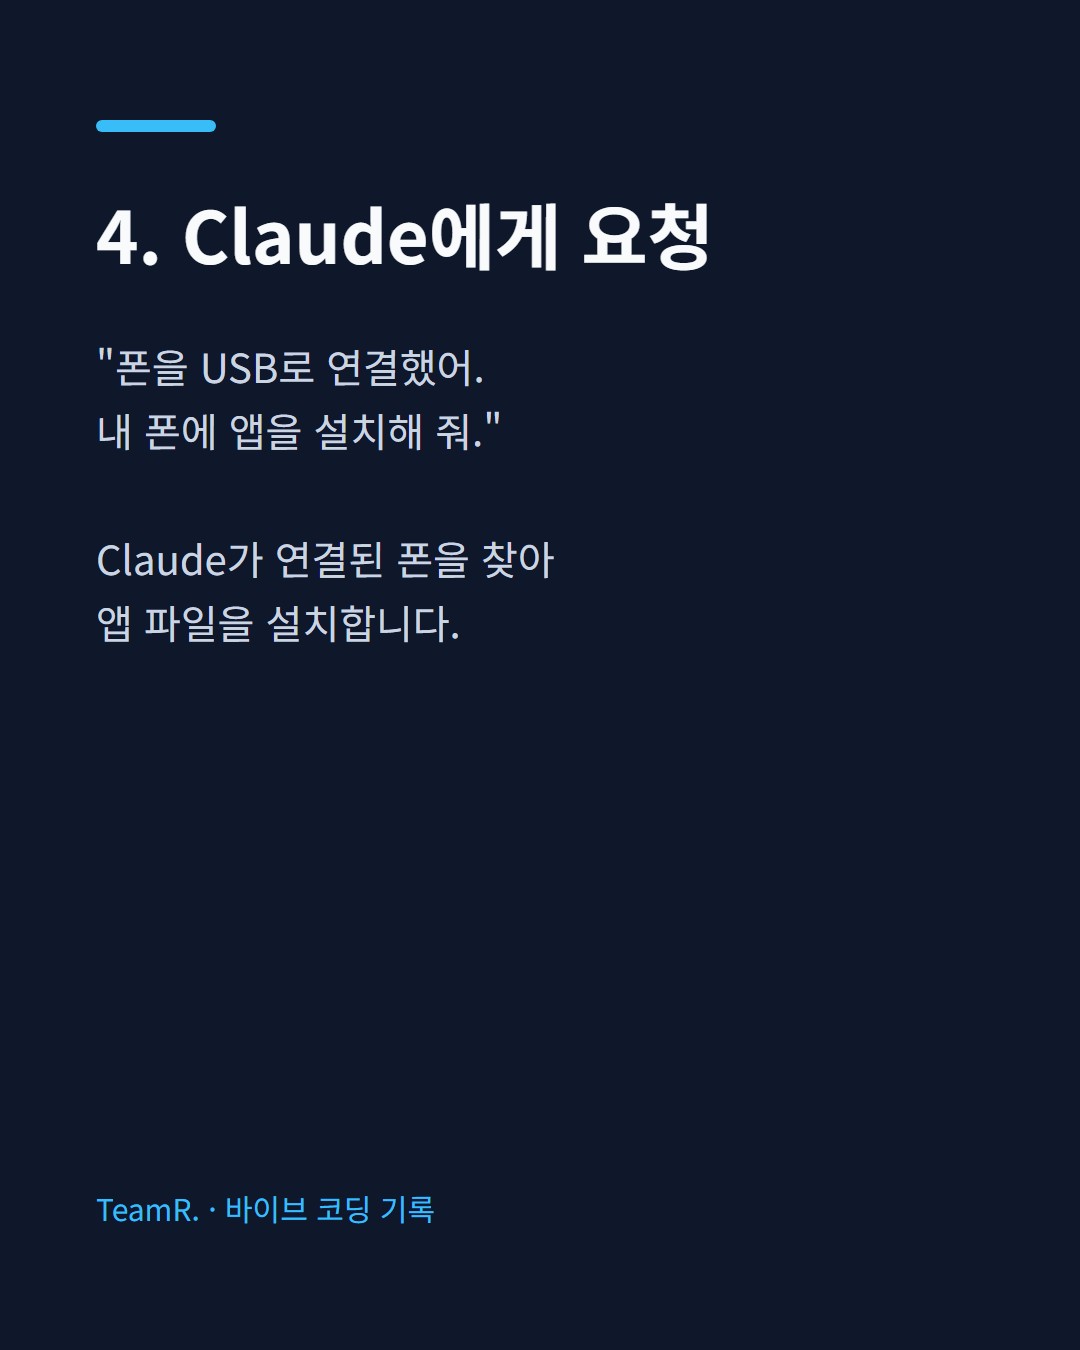 4. Claude에게 요청
"폰을 USB로 연결했어.
내 폰에 앱을 설치해 줘."
Claude가 연결된 폰을 찾아
앱 파일을 설치합니다.
TeamR. · 바이브 코딩 기록